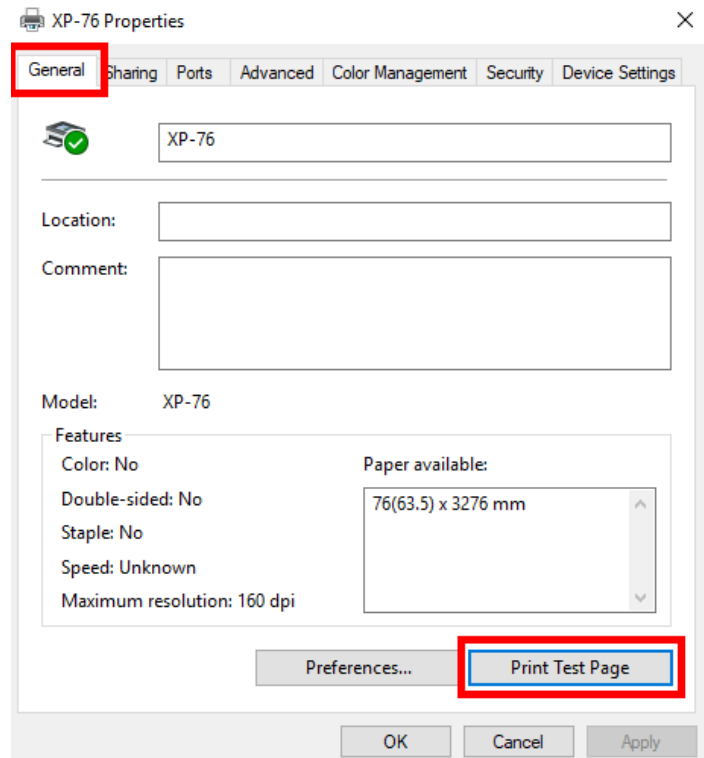 XP-76 Properties
General Sharing Ports Advanced Color Management Security Device Settings
XP-76
Location:
Comment:
Model: XP-76
Features
Color: No
Double-sided: No
Staple: No
Speed: Unknown
Maximum resolution: 160 dpi
Paper available:
76(63.5) x 3276 mm
Preferences... Print Test Page
OK Cancel Apply